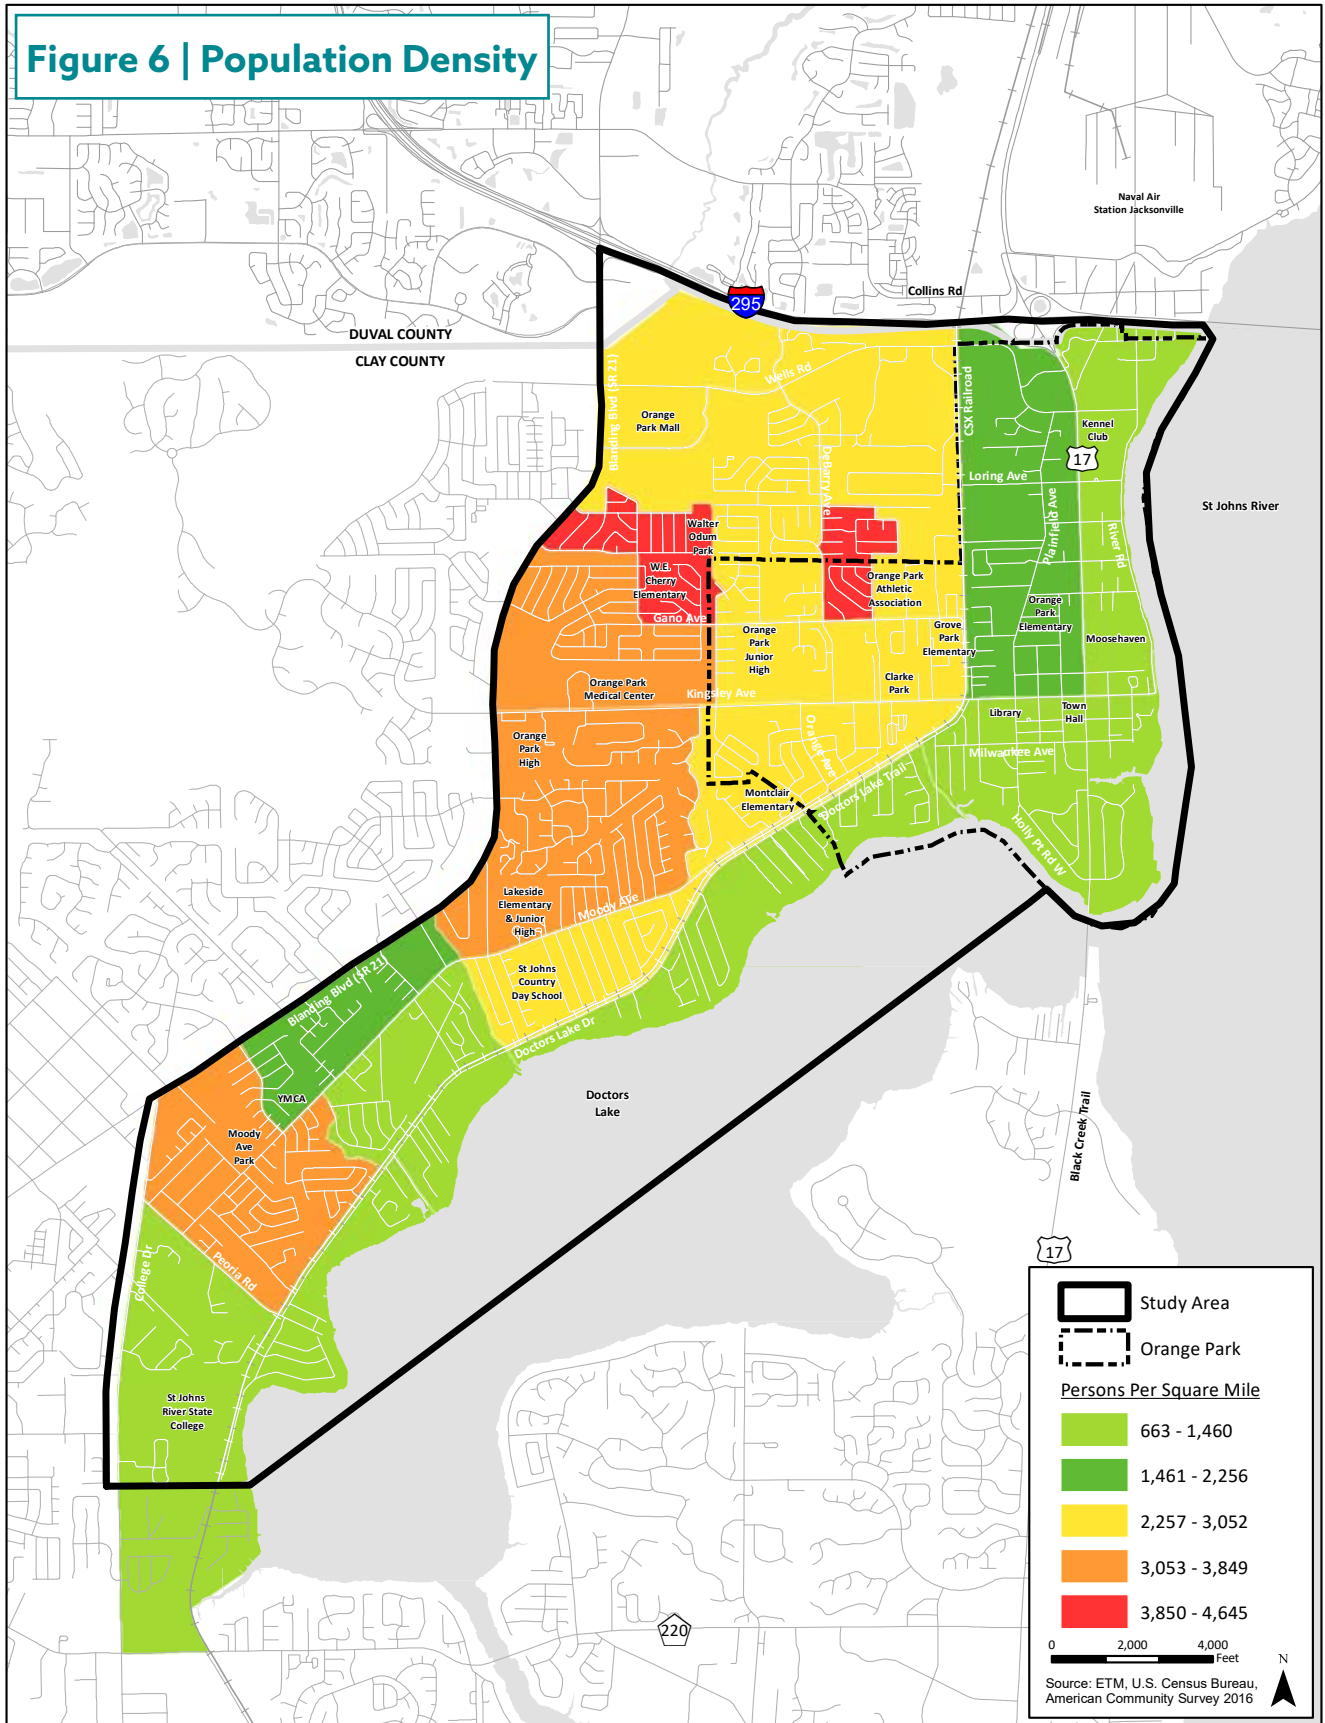 Figure 6 | Population Density
Naval Air
Station Jacksonville
Collins Rd
295
DUVAL COUNTY
CLAY COUNTY
Blanding Blvd (SR 21)
Wells Rd
CSX Railroad
Orange
Park Mall
Kennel
Club
17
DeBarry Ave
Loring Ave
Plainfield Ave
St Johns River
River Rd
Walter
Odum
Park
W.E.
Cherry
Elementary
Orange Park
Athletic
Association
Gano Ave
Orange
Park
Elementary
Orange
Park
Junior
High
Grove
Park
Elementary
Moosehaven
Clarke
Park
Orange Park
Medical Center
Kingsley Ave
Library
Town
Hall
Orange
Park
High
Orange Ave
Milwaukee Ave
Montclair
Elementary
Doctors Lake Trail
Holly Pt Rd W
Lakeside
Elementary
& Junior
High
Moody Ave
St Johns
Country
Day School
Blanding Blvd (SR 21)
Doctors Lake Dr
YMCA
Doctors
Lake
Moody
Ave
Park
Black Creek Trail
College Dr
Peoria Rd
17
St Johns
River State
College
220
Study Area
Orange Park
Persons Per Square Mile
663 - 1,460
1,461 - 2,256
2,257 - 3,052
3,053 - 3,849
3,850 - 4,645
0 2,000 4,000
Feet
N
Source: ETM, U.S. Census Bureau,
American Community Survey 2016